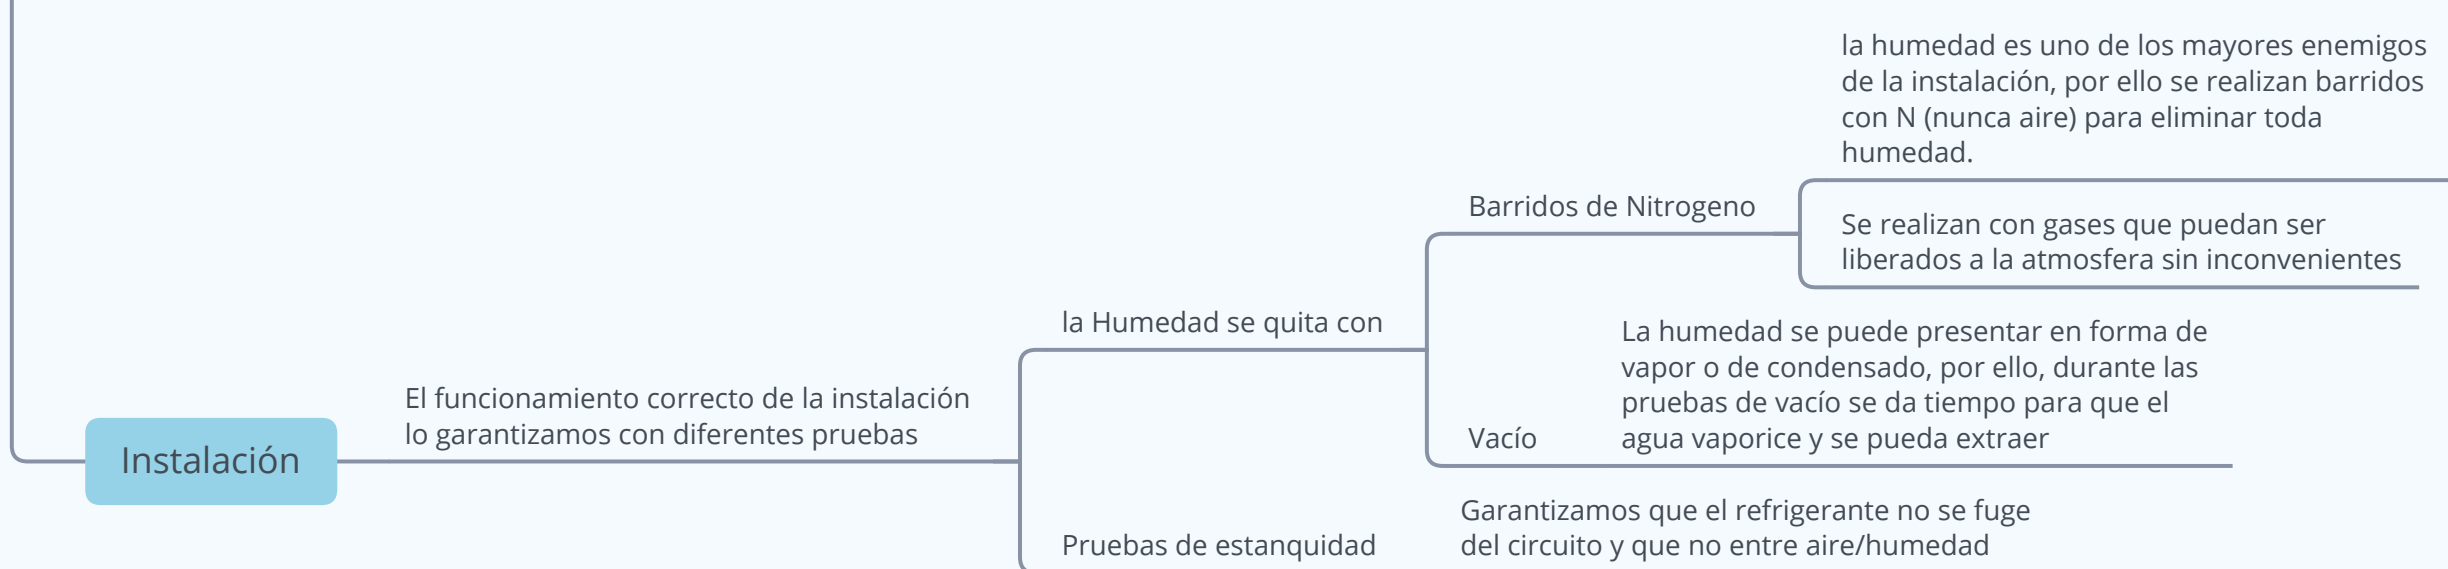 Instalación
El funcionamiento correcto de la instalación
lo garantizamos con diferentes pruebas
la Humedad se quita con
Barridos de Nitrogeno
la humedad es uno de los mayores enemigos
de la instalación, por ello se realizan barridos
con N (nunca aire) para eliminar toda
humedad.
Se realizan con gases que puedan ser
liberados a la atmosfera sin inconvenientes
Vacío
La humedad se puede presentar en forma de
vapor o de condensado, por ello, durante las
pruebas de vacío se da tiempo para que el
agua vaporice y se pueda extraer
Pruebas de estanquidad
Garantizamos que el refrigerante no se fuge
del circuito y que no entre aire/humedad